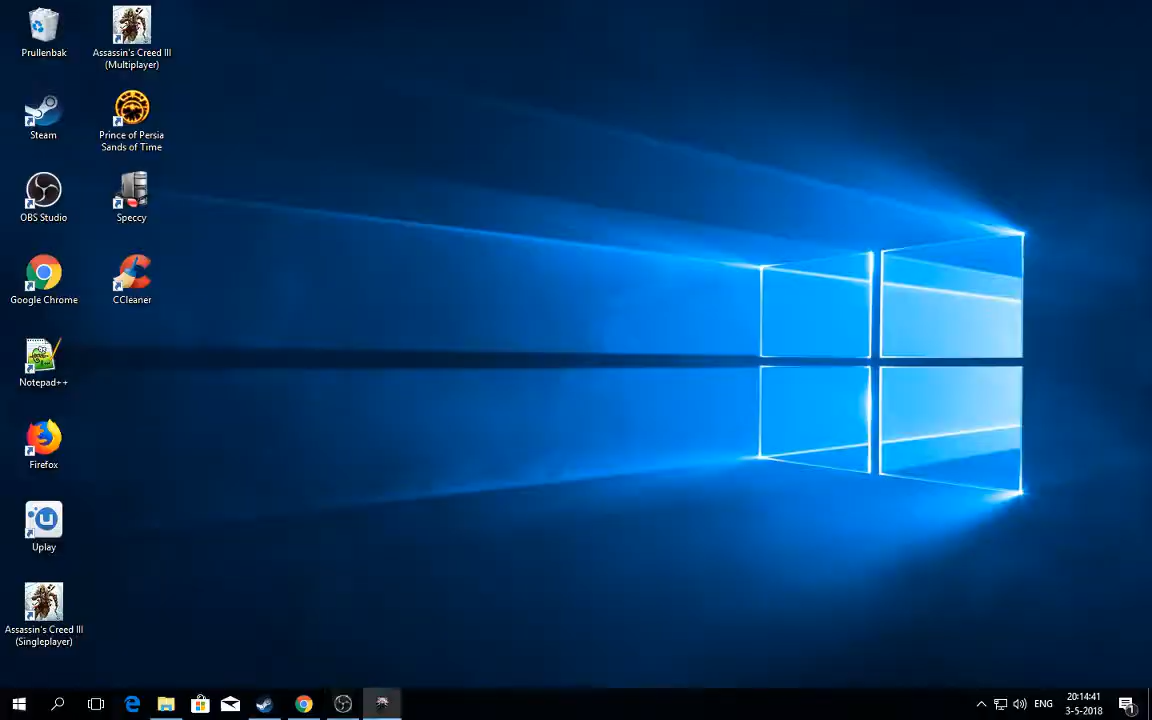 Prullenbak
Assassin's Creed III
(Multiplayer)
Steam
Prince of Persia
Sands of Time
OBS Studio
Speccy
Google Chrome
CCleaner
Notepad++
Firefox
Uplay
Assassin's Creed III
(Singleplayer)
ENG
20:14:41
3-5-2018
1